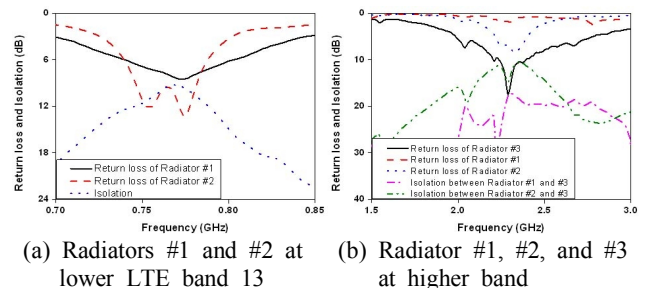 0
6
12
18
24
Return loss and Isolation (dB)
Return loss of Radiator #1
Return loss of Radiator #2
Isolation
0.70
0.75
0.80
0.85
Frequency (GHz)
(a) Radiators #1 and #2 at
lower LTE band 13
0
10
20
30
40
Return loss and Isolation (dB)
Return loss of Radiator #3
Return loss of Radiator #1
Return loss of Radiator #2
Isolation between Radiator #1 and #3
Isolation between Radiator #2 and #3
1.5
2.0
2.5
3.0
Frequency (GHz)
(b) Radiator #1, #2, and #3
at higher band